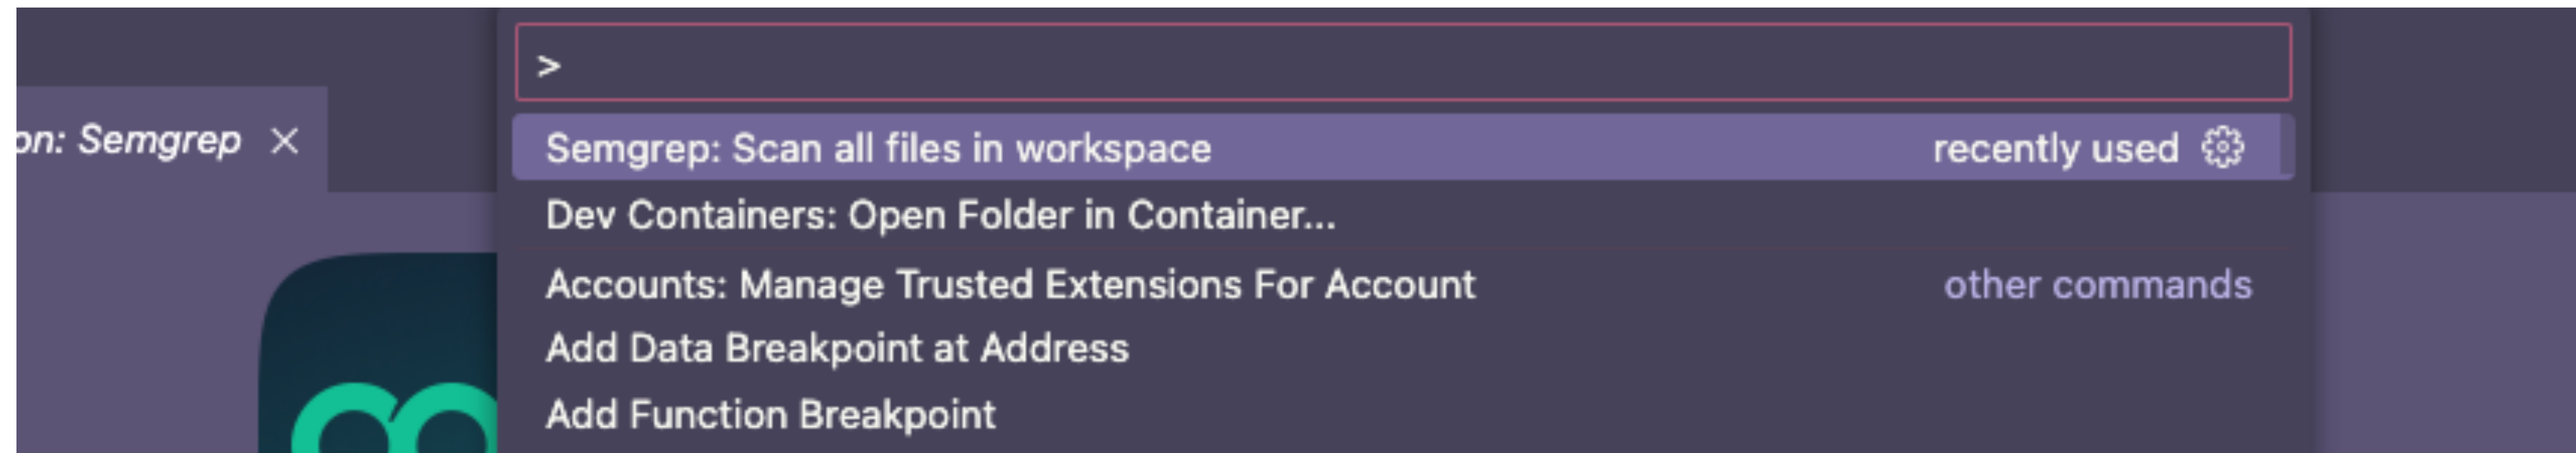 >
on: Semgrep ×
Semgrep: Scan all files in workspace recently used
Dev Containers: Open Folder in Container...
Accounts: Manage Trusted Extensions For Account other commands
Add Data Breakpoint at Address
Add Function Breakpoint